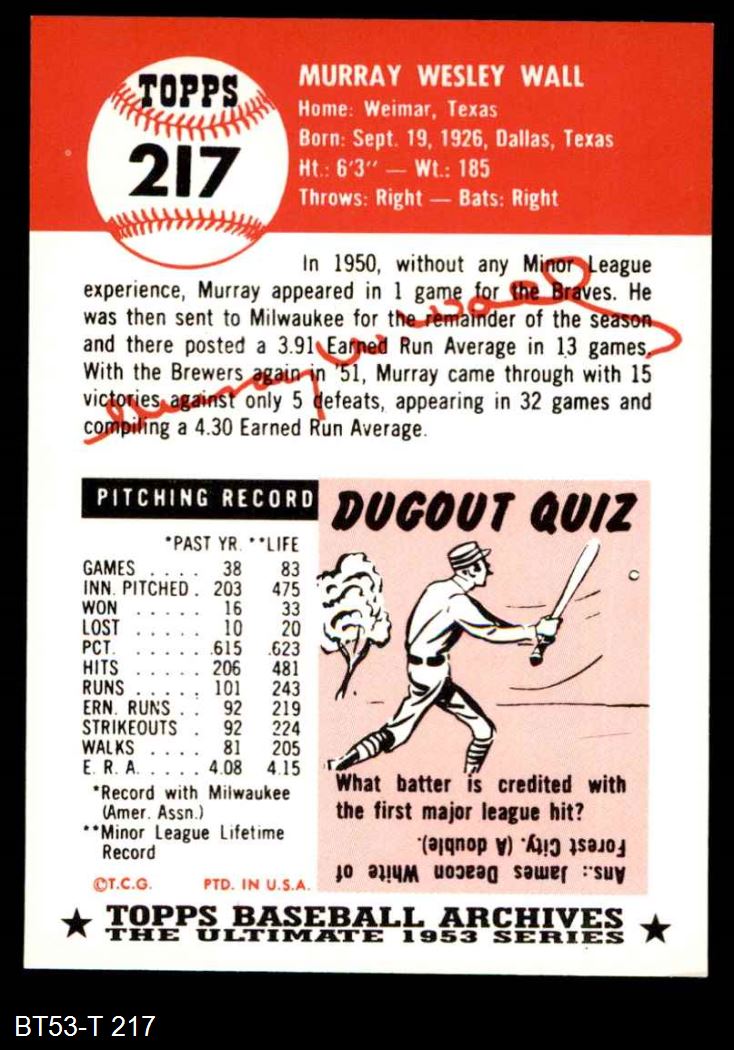 TOPPS
217
MURRAY WESLEY WALL
Home: Weimar, Texas
Born: Sept. 19, 1926, Dallas, Texas
Ht.: 6'3" — Wt.: 185
Throws: Right — Bats: Right
In 1950, without any Minor League
experience, Murray appeared in 1 game for the Braves. He
was then sent to Milwaukee for the remainder of the season
and there posted a 3.91 Earned Run Average in 13 games.
With the Brewers again in '51, Murray came through with 15
victories against only 5 defeats, appearing in 32 games and
compiling a 4.30 Earned Run Average.
Murray W Wall
PITCHING RECORD
*PAST YR. **LIFE
GAMES . . . . 38 83
INN. PITCHED . 203 475
WON . . . . . 16 33
LOST . . . . . 10 20
PCT. . . . . . .615 .623
HITS . . . . . 206 481
RUNS . . . . . 101 243
ERN. RUNS . . 92 219
STRIKEOUTS . 92 224
WALKS . . . . 81 205
E. R. A. . . . . . 4.08 4.15
*Record with Milwaukee
(Amer. Assn.)
**Minor League Lifetime
Record
©T.C.G. PTD. IN U.S.A.
DUGOUT QUIZ
What batter is credited with
the first major league hit?
Ans.: James Deacon White of
Forest City. (A double).
★ TOPPS BASEBALL ARCHIVES ★
THE ULTIMATE 1953 SERIES
BT53-T 217